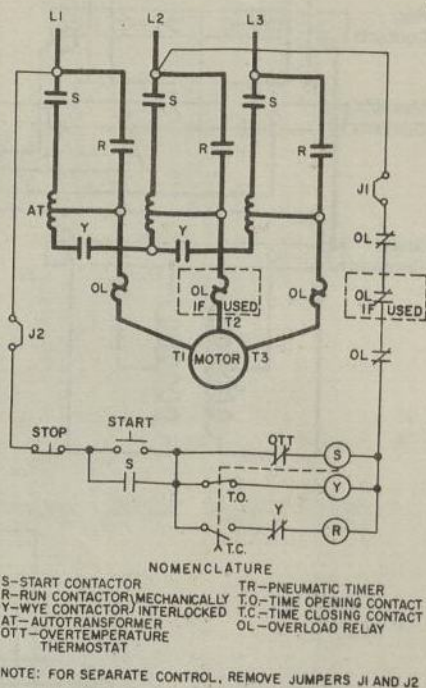 L1 L2 L3
S S S
R R R
J1
AT
Y Y
OL
OL OL OL OL
IF USED IF USED
T2
J2 T1 MOTOR T3 OL
START
STOP OTT S
S T.O. Y
Y
T.C. R
NOMENCLATURE
S-START CONTACTOR
R-RUN CONTACTOR MECHANICALLY
Y-WYE CONTACTOR INTERLOCKED
AT-AUTOTRANSFORMER
OTT-OVERTEMPERATURE
THERMOSTAT
TR-PNEUMATIC TIMER
T.O.-TIME OPENING CONTACT
T.C.-TIME CLOSING CONTACT
OL-OVERLOAD RELAY
NOTE: FOR SEPARATE CONTROL, REMOVE JUMPERS J1 AND J2